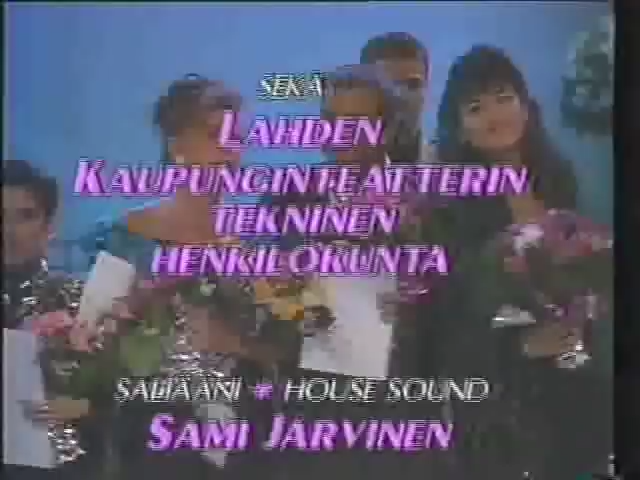 SEKÄ
LAHDEN
KAUPUNGINTEATTERIN
TEKNINEN
HENKILÖKUNTA
SALIÄÄNI * HOUSE SOUND
SAMI JÄRVINEN